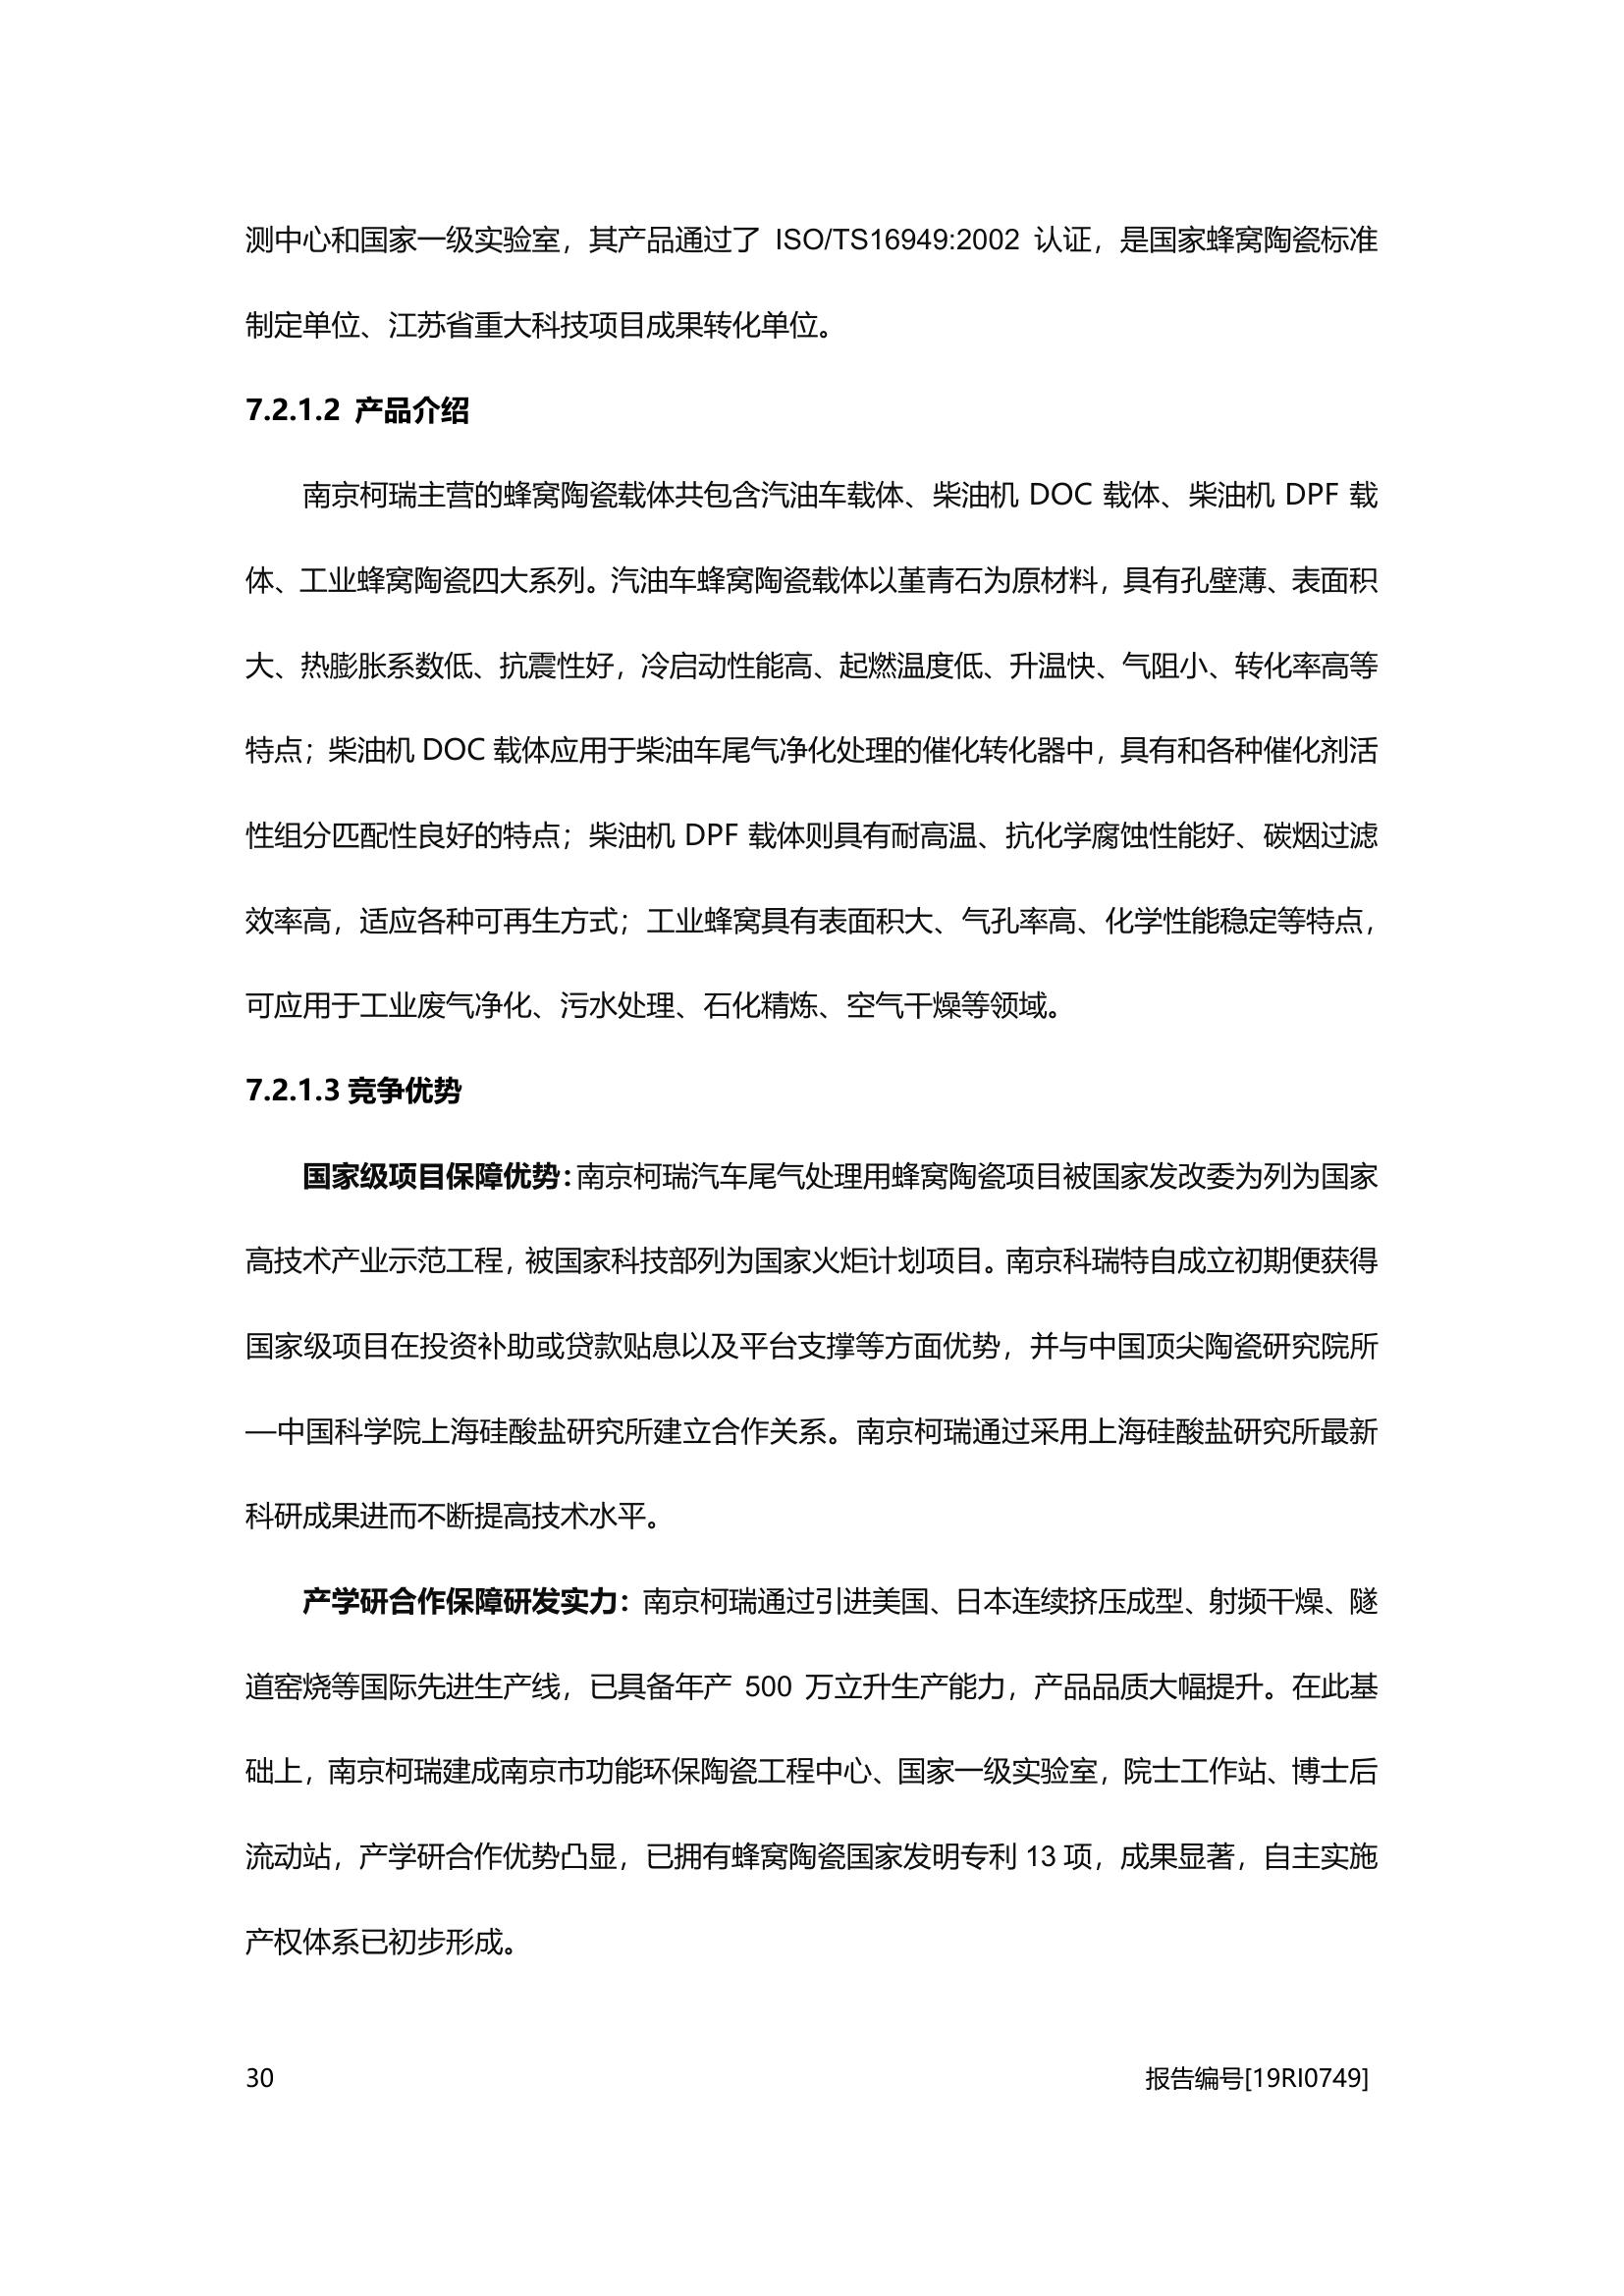 测中心和国家一级实验室，其产品通过了 ISO/TS16949:2002 认证，是国家蜂窝陶瓷标准
制定单位、江苏省重大科技项目成果转化单位。
7.2.1.2 产品介绍
南京柯瑞主营的蜂窝陶瓷载体共包含汽油车载体、柴油机 DOC 载体、柴油机 DPF 载
体、工业蜂窝陶瓷四大系列。汽油车蜂窝陶瓷载体以堇青石为原材料，具有孔壁薄、表面积
大、热膨胀系数低、抗震性好，冷启动性能高、起燃温度低、升温快、气阻小、转化率高等
特点；柴油机 DOC 载体应用于柴油车尾气净化处理的催化转化器中，具有和各种催化剂活
性组分匹配性良好的特点；柴油机 DPF 载体则具有耐高温、抗化学腐蚀性能好、碳烟过滤
效率高，适应各种可再生方式；工业蜂窝具有表面积大、气孔率高、化学性能稳定等特点，
可应用于工业废气净化、污水处理、石化精炼、空气干燥等领域。
7.2.1.3 竞争优势
国家级项目保障优势：南京柯瑞汽车尾气处理用蜂窝陶瓷项目被国家发改委为列为国家
高技术产业示范工程，被国家科技部列为国家火炬计划项目。南京科瑞特自成立初期便获得
国家级项目在投资补助或贷款贴息以及平台支撑等方面优势，并与中国顶尖陶瓷研究院所
—中国科学院上海硅酸盐研究所建立合作关系。南京柯瑞通过采用上海硅酸盐研究所最新
科研成果进而不断提高技术水平。
产学研合作保障研发实力：南京柯瑞通过引进美国、日本连续挤压成型、射频干燥、隧
道窑烧等国际先进生产线，已具备年产 500 万立升生产能力，产品品质大幅提升。在此基
础上，南京柯瑞建成南京市功能环保陶瓷工程中心、国家一级实验室，院士工作站、博士后
流动站，产学研合作优势凸显，已拥有蜂窝陶瓷国家发明专利 13 项，成果显著，自主实施
产权体系已初步形成。
30 报告编号[19RI0749]